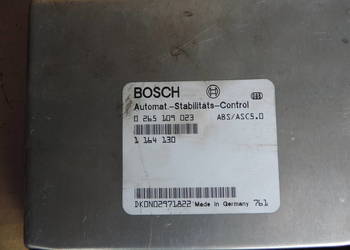 BOSCH
Automat.-Stabilitäts-Control
0 265 109 023 ABS/ASC5.0
1 164 130
DKON02971822 Made in Germany 761